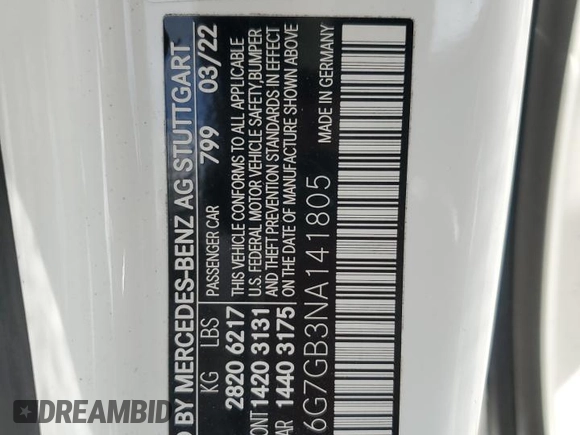 D BY MERCEDES-BENZ AG STUTTGART
KG LBS PASSENGER CAR 799 03/22
2820 6217 THIS VEHICLE CONFORMS TO ALL APPLICABLE
U.S. FEDERAL MOTOR VEHICLE SAFETY,BUMPER
ONT 1420 3131 AND THEFT PREVENTION STANDARDS IN EFFECT
AR 1440 3175 ON THE DATE OF MANUFACTURE SHOWN ABOVE
6G7GB3NA141805 MADE IN GERMANY
DREAMBID